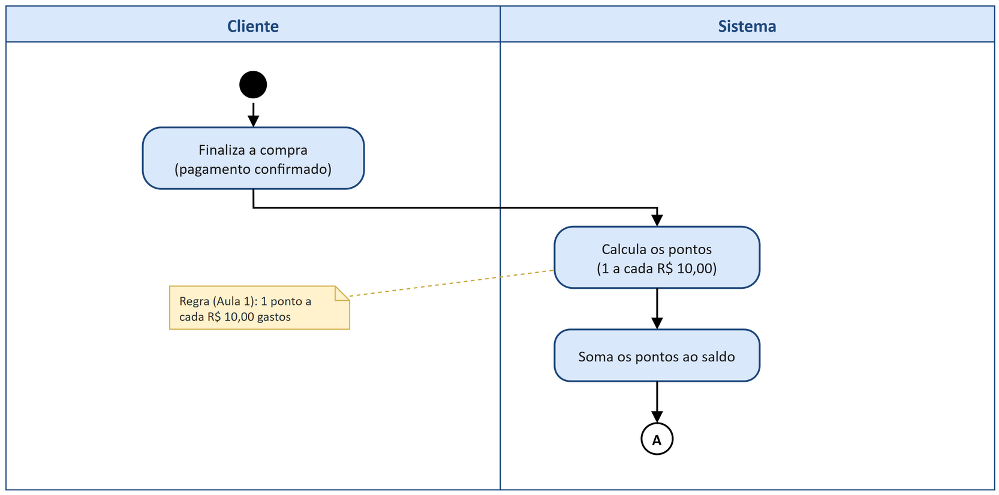 Cliente
Sistema
Finaliza a compra
(pagamento confirmado)
Calcula os pontos
(1 a cada R$ 10,00)
Regra (Aula 1): 1 ponto a
cada R$ 10,00 gastos
Soma os pontos ao saldo
A